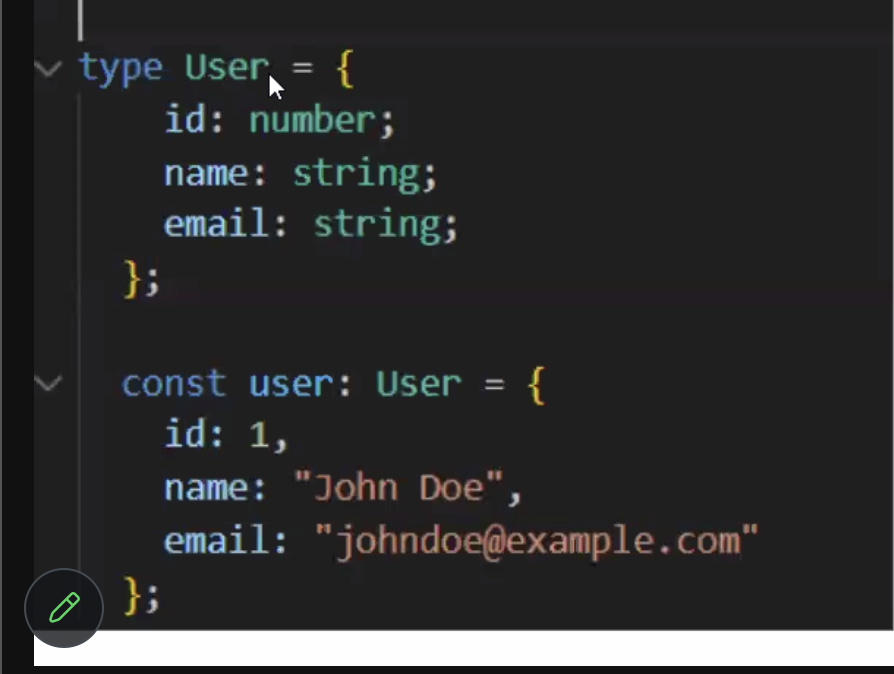 type User = {
id: number;
name: string;
email: string;
};
const user: User = {
id: 1,
name: "John Doe",
email: "johndoe@example.com"
};